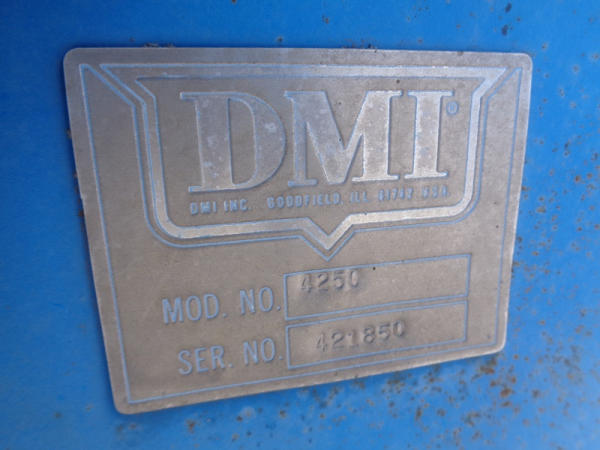 DMI®
DMI INC. GOODFIELD, ILL 61742 USA
MOD. NO. 4250
SER. NO. 421850